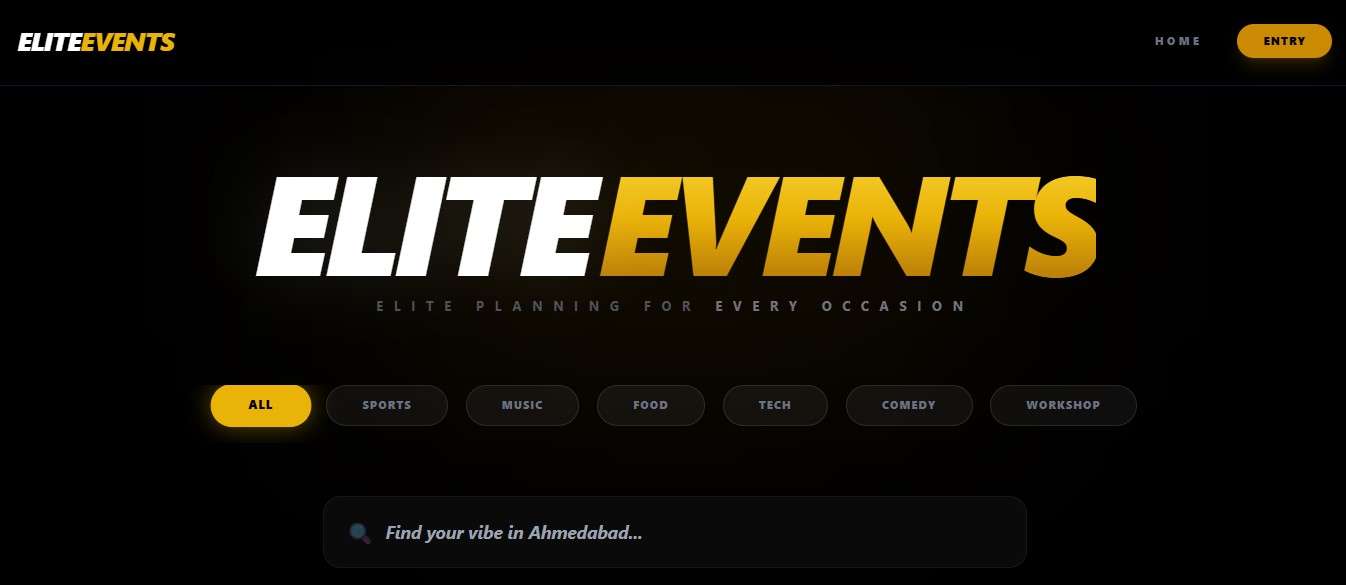 ELITEEVENTS
HOME ENTRY
ELITEEVENTS
ELITE PLANNING FOR EVERY OCCASION
ALL SPORTS MUSIC FOOD TECH COMEDY WORKSHOP
Find your vibe in Ahmedabad...